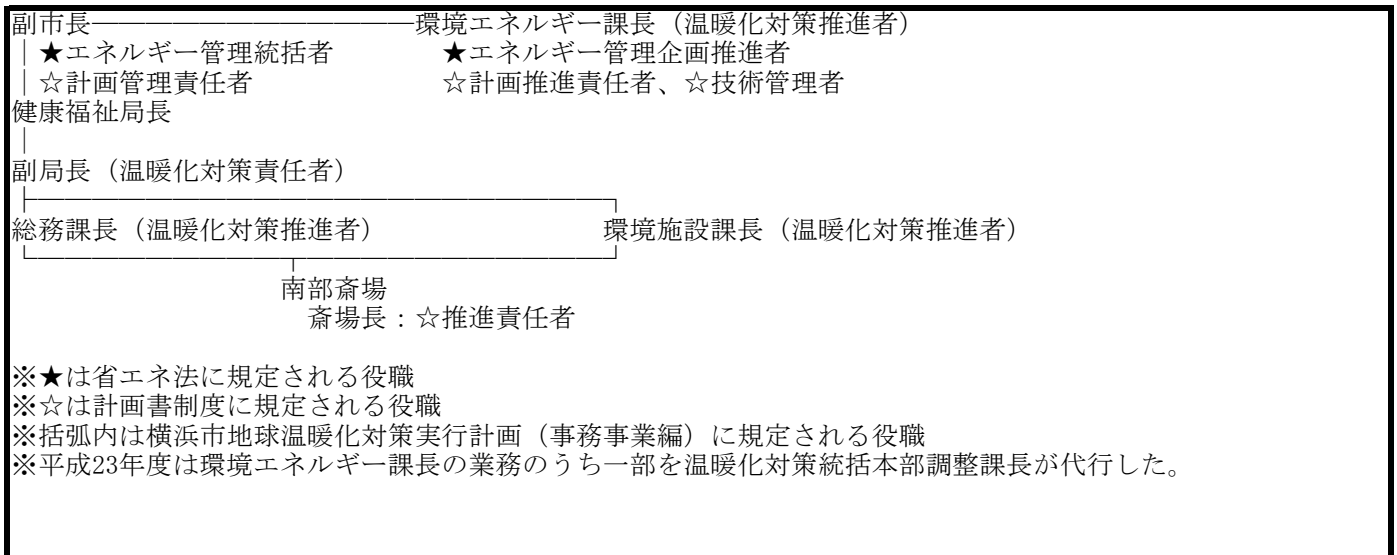 副市長――――――――――――環境エネルギー課長（温暖化対策推進者）
｜★エネルギー管理統括者　　　　★エネルギー管理企画推進者
｜☆計画管理責任者　　　　　　　☆計画推進責任者、☆技術管理者
健康福祉局長
｜
副局長（温暖化対策責任者）
├─────────────────────┐
総務課長（温暖化対策推進者）　　　　　　　　　環境施設課長（温暖化対策推進者）
└─────────┬───────────┘
南部斎場
斎場長：☆推進責任者
※★は省エネ法に規定される役職
※☆は計画書制度に規定される役職
※括弧内は横浜市地球温暖化対策実行計画（事務事業編）に規定される役職
※平成23年度は環境エネルギー課長の業務のうち一部を温暖化対策統括本部調整課長が代行した。